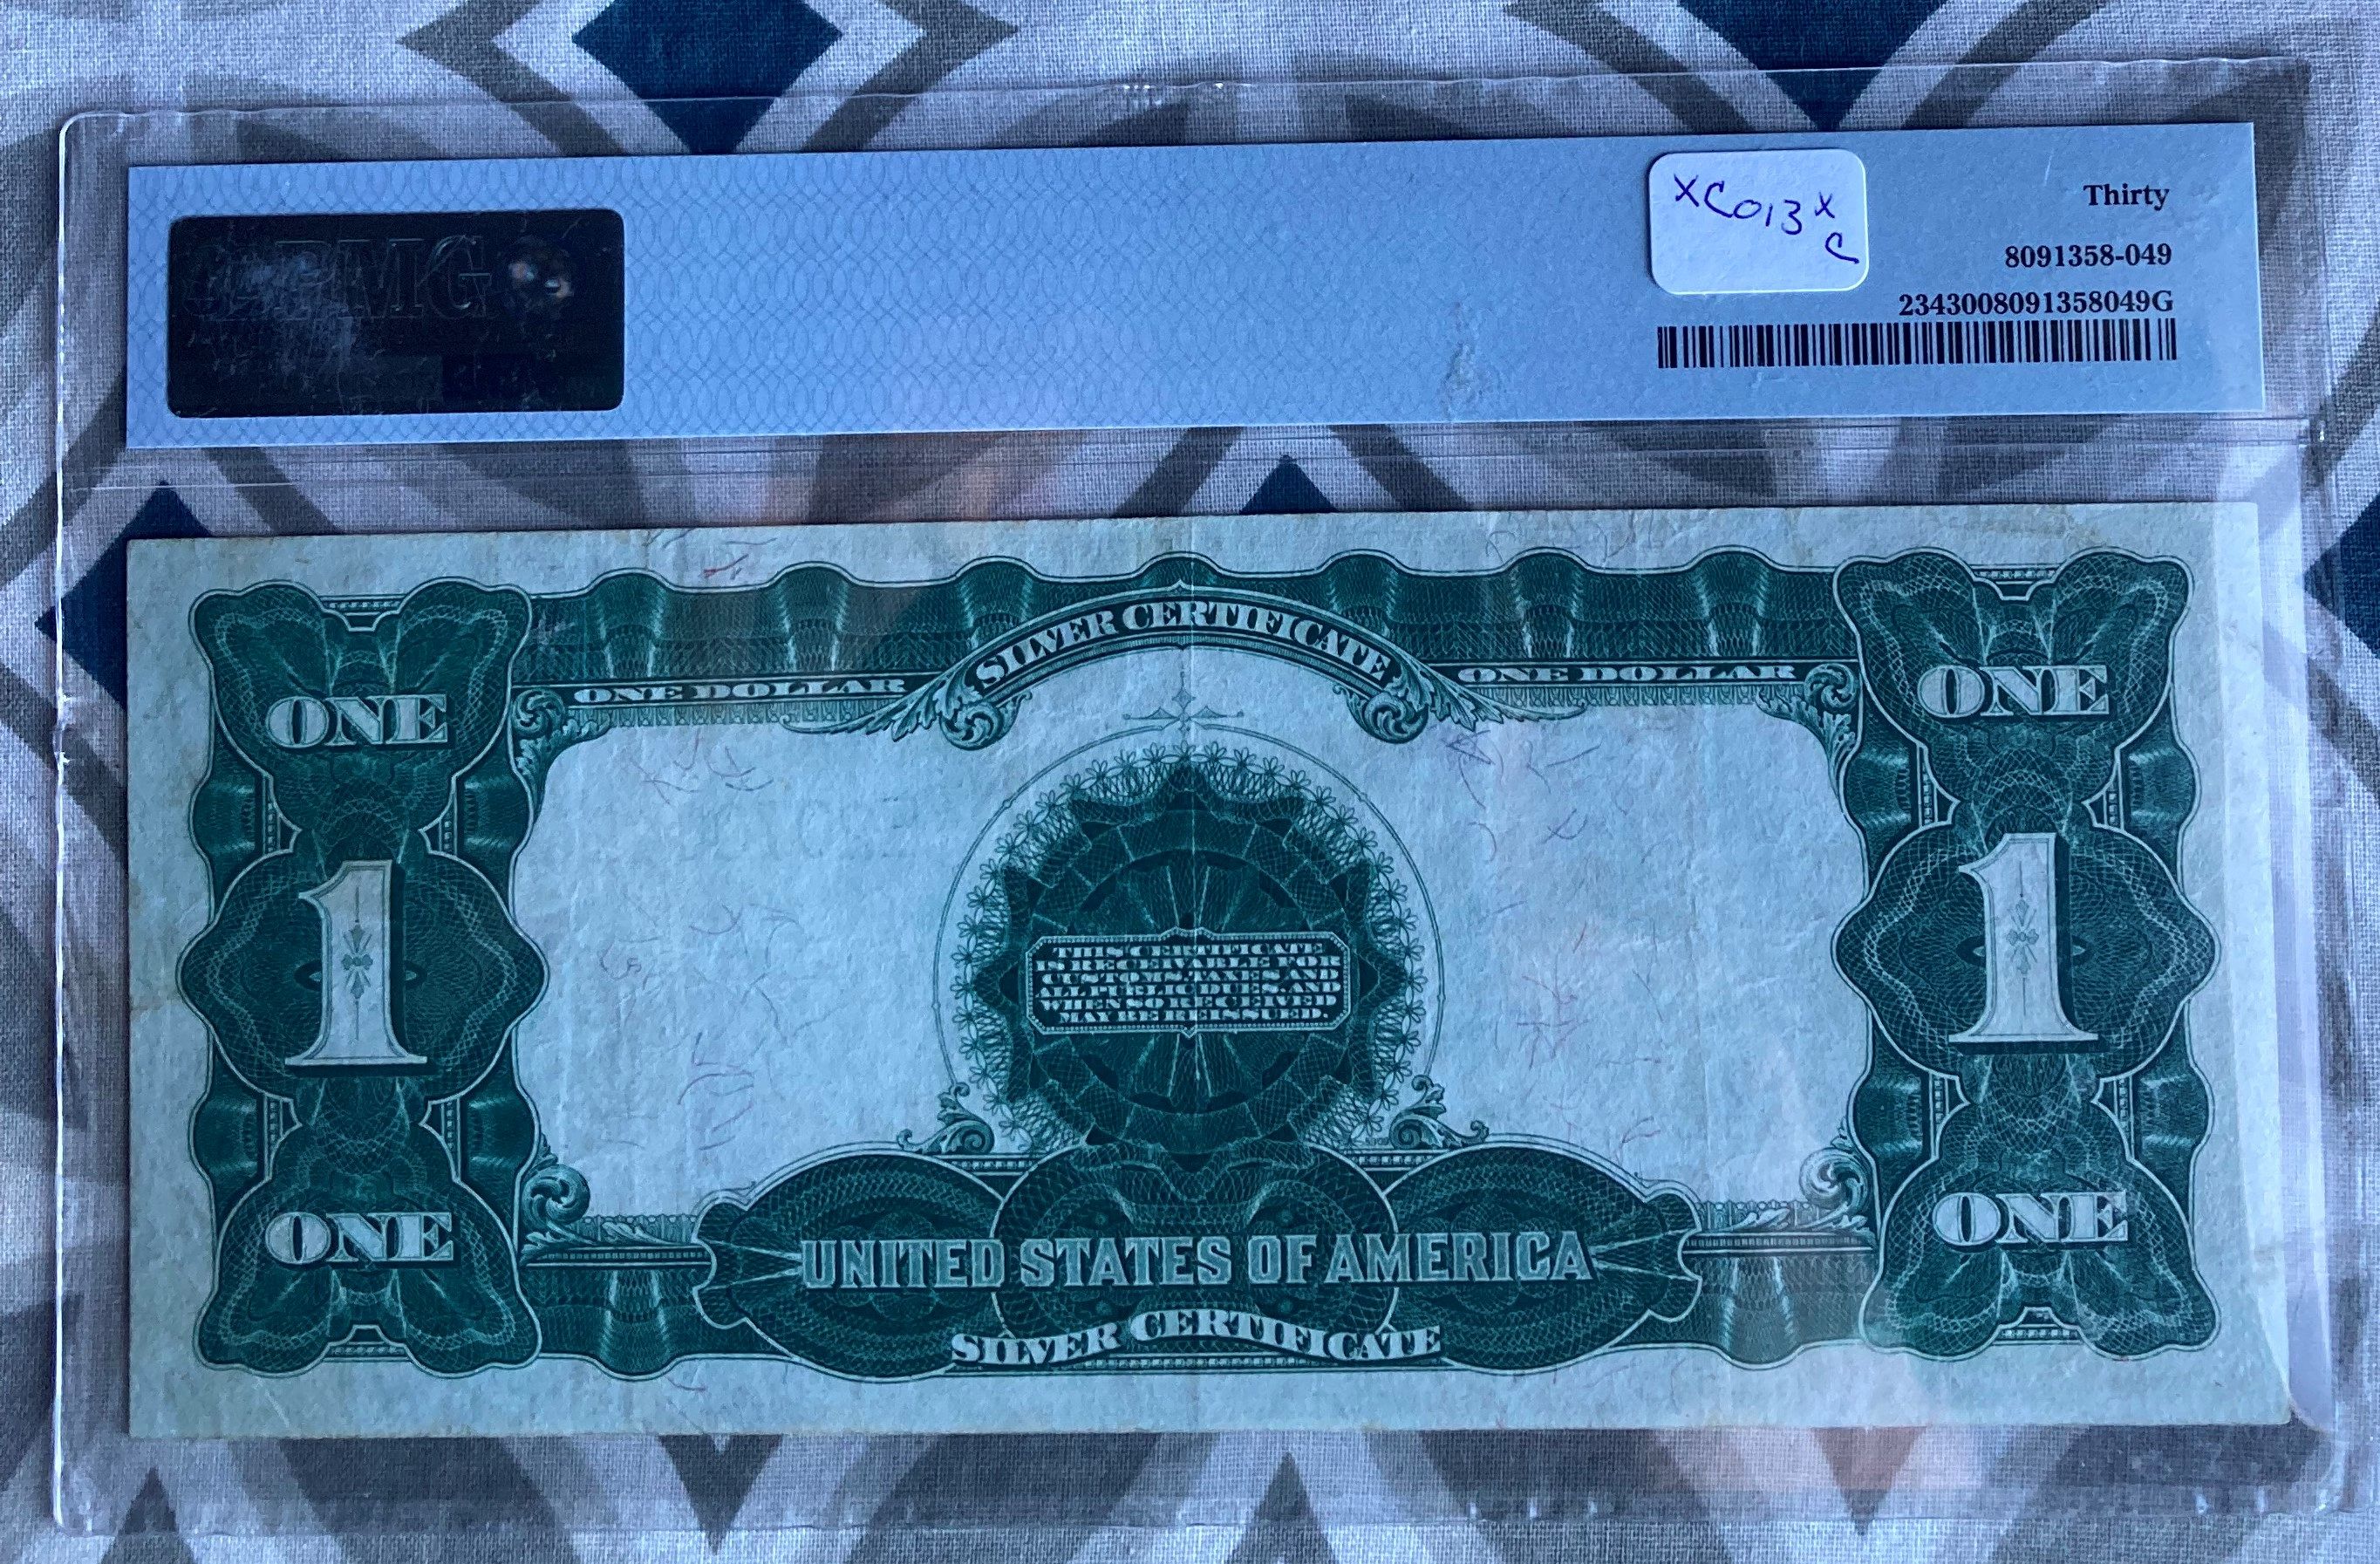 PMG
XC013X
C
Thirty
8091358-049
2343008091358049G
SILVER CERTIFICATE
ONE DOLLAR
ONE DOLLAR
ONE
ONE
1
1
THIS CERTIFICATE
IS RECEIVABLE FOR
CUSTOMS, TAXES AND
ALL PUBLIC DUES, AND
WHEN SO RECEIVED
MAY BE REISSUED.
ONE
ONE
UNITED STATES OF AMERICA
SILVER CERTIFICATE